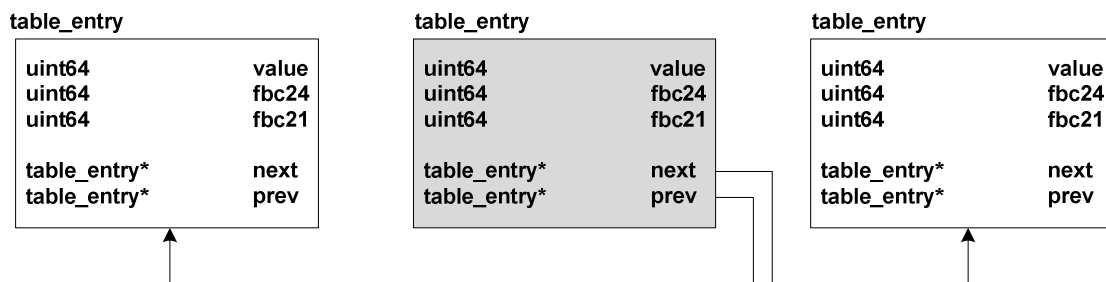 table_entry
uint64 value
uint64 fbc24
uint64 fbc21
table_entry* next
table_entry* prev
table_entry
uint64 value
uint64 fbc24
uint64 fbc21
table_entry* next
table_entry* prev
table_entry
uint64 value
uint64 fbc24
uint64 fbc21
table_entry* next
table_entry* prev